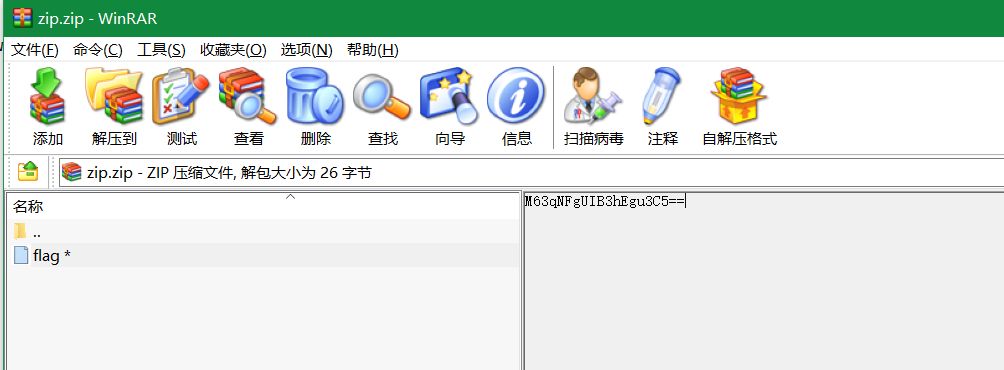 zip.zip - WinRAR
文件(F) 命令(C) 工具(S) 收藏夹(O) 选项(N) 帮助(H)
添加 解压到 测试 查看 删除 查找 向导 信息 扫描病毒 注释 自解压格式
zip.zip - ZIP 压缩文件, 解包大小为 26 字节
名称
..
flag *
M63qNFgUIB3hEgu3C5==